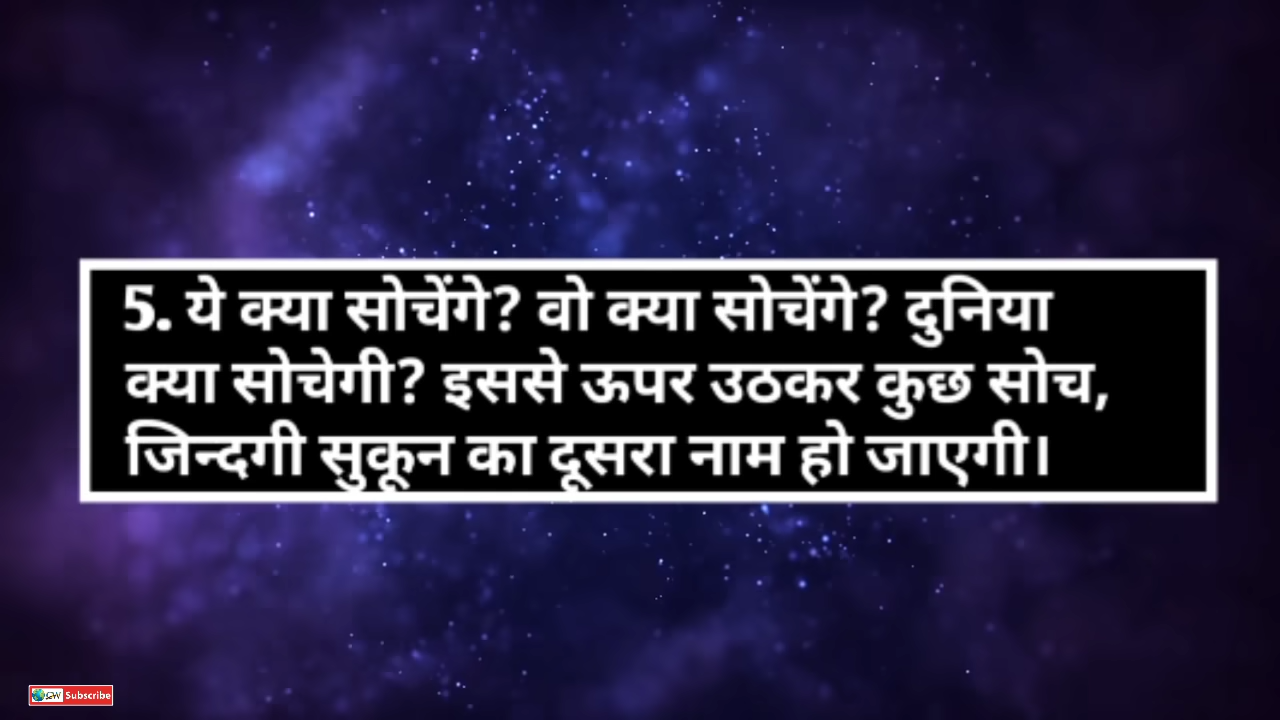 5. ये क्या सोचेंगे? वो क्या सोचेंगे? दुनिया
क्या सोचेगी? इससे ऊपर उठकर कुछ सोच,
जिन्दगी सुकून का दूसरा नाम हो जाएगी।
Subscribe